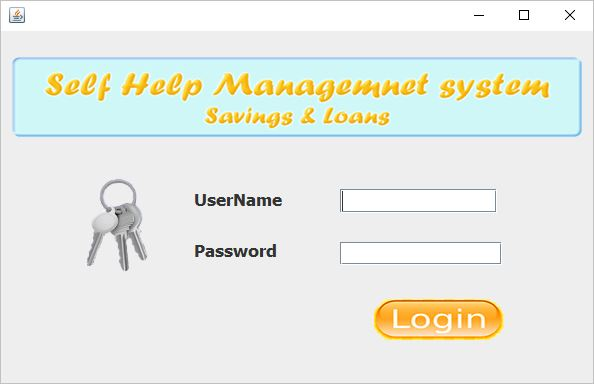 Self Help Managemnet system
Savings & Loans
UserName
Password
Login